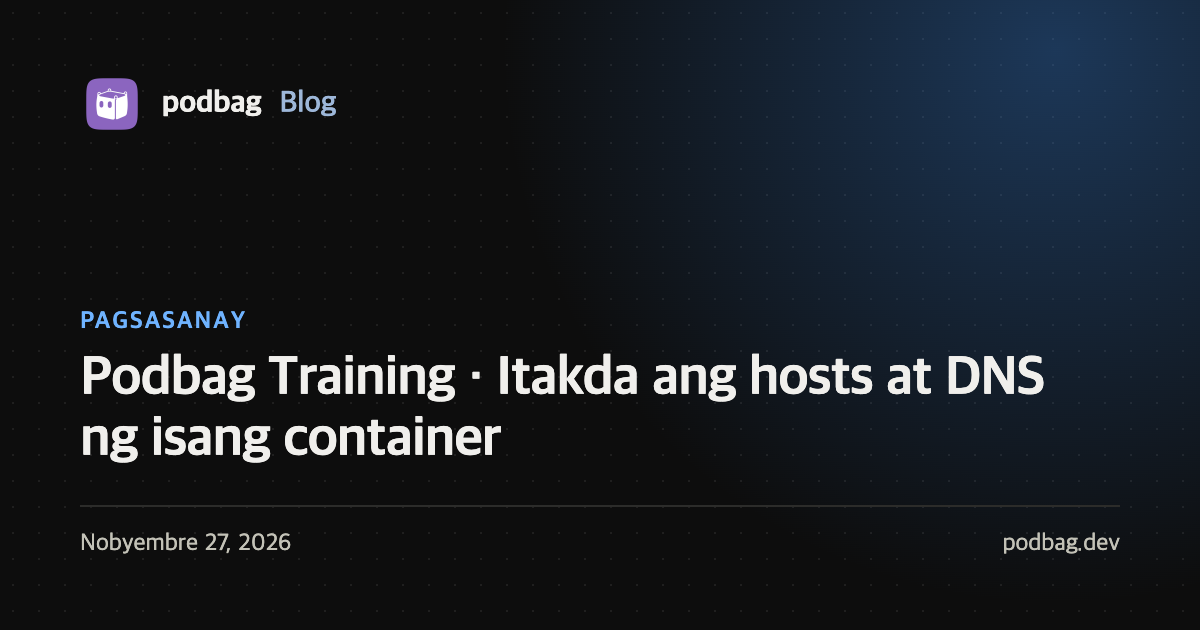 podbag Blog
PAGSASANAY
Podbag Training · Itakda ang hosts at DNS
ng isang container
Nobyembre 27, 2026
podbag.dev